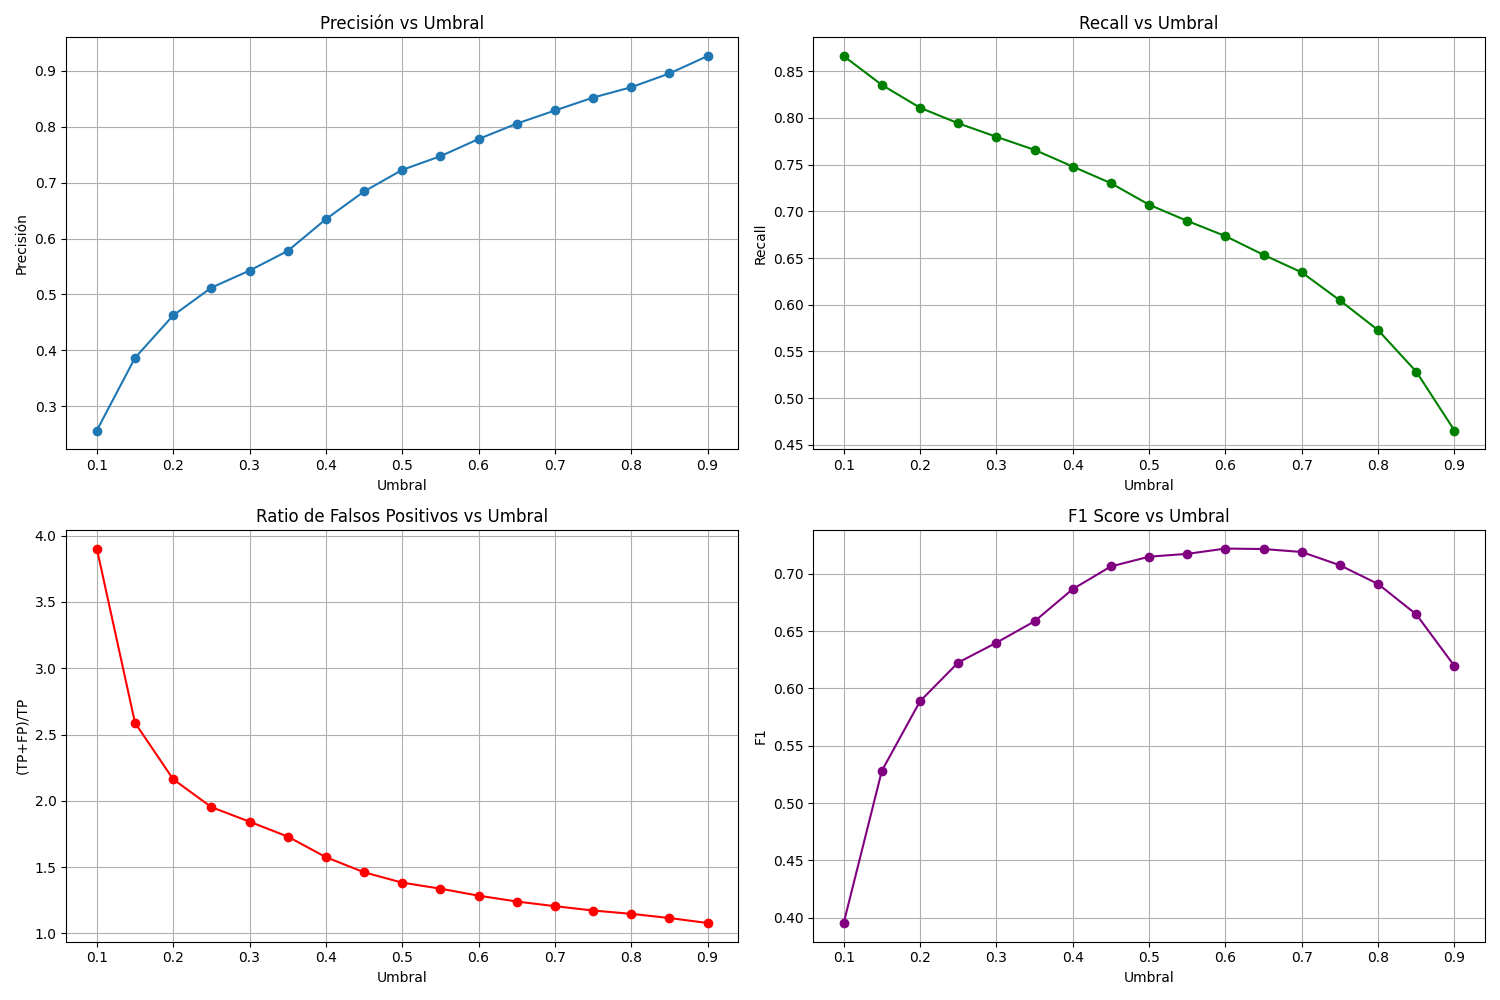 Precisión vs Umbral
Precisión
0.9
0.8
0.7
0.6
0.5
0.4
0.3
0.1 0.2 0.3 0.4 0.5 0.6 0.7 0.8 0.9
Umbral
Recall vs Umbral
Recall
0.85
0.80
0.75
0.70
0.65
0.60
0.55
0.50
0.45
0.1 0.2 0.3 0.4 0.5 0.6 0.7 0.8 0.9
Umbral
Ratio de Falsos Positivos vs Umbral
(TP+FP)/TP
4.0
3.5
3.0
2.5
2.0
1.5
1.0
0.1 0.2 0.3 0.4 0.5 0.6 0.7 0.8 0.9
Umbral
F1 Score vs Umbral
F1
0.70
0.65
0.60
0.55
0.50
0.45
0.40
0.1 0.2 0.3 0.4 0.5 0.6 0.7 0.8 0.9
Umbral